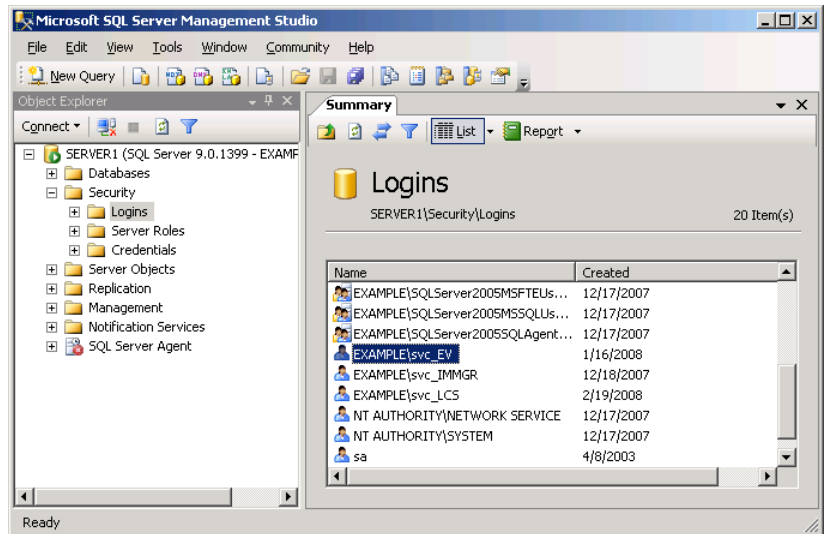 Microsoft SQL Server Management Studio
File Edit View Tools Window Community Help
New Query
Object Explorer
Connect
SERVER1 (SQL Server 9.0.1399 - EXAMP
Databases
Security
Logins
Server Roles
Credentials
Server Objects
Replication
Management
Notification Services
SQL Server Agent
Summary
List Report
Logins
SERVER1\Security\Logins 20 Item(s)
Name Created
EXAMPLE\SQLServer2005MSFTEUs... 12/17/2007
EXAMPLE\SQLServer2005MSSQLUs... 12/17/2007
EXAMPLE\SQLServer2005SQLAgent... 12/17/2007
EXAMPLE\svc_EV 1/16/2008
EXAMPLE\svc_IMMGR 12/18/2007
EXAMPLE\svc_LCS 2/19/2008
NT AUTHORITY\NETWORK SERVICE 12/17/2007
NT AUTHORITY\SYSTEM 12/17/2007
sa 4/8/2003
Ready